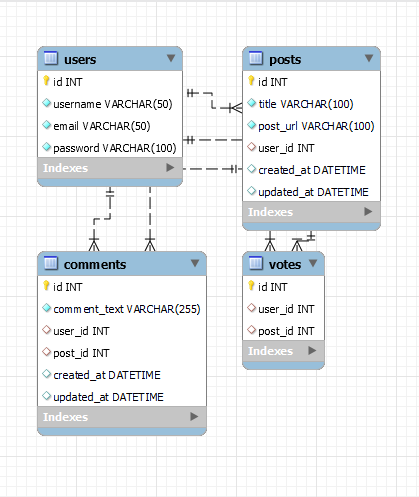 users
id INT
username VARCHAR(50)
email VARCHAR(50)
password VARCHAR(100)
Indexes
posts
id INT
title VARCHAR(100)
post_url VARCHAR(100)
user_id INT
created_at DATETIME
updated_at DATETIME
Indexes
comments
id INT
comment_text VARCHAR(255)
user_id INT
post_id INT
created_at DATETIME
updated_at DATETIME
Indexes
votes
id INT
user_id INT
post_id INT
Indexes